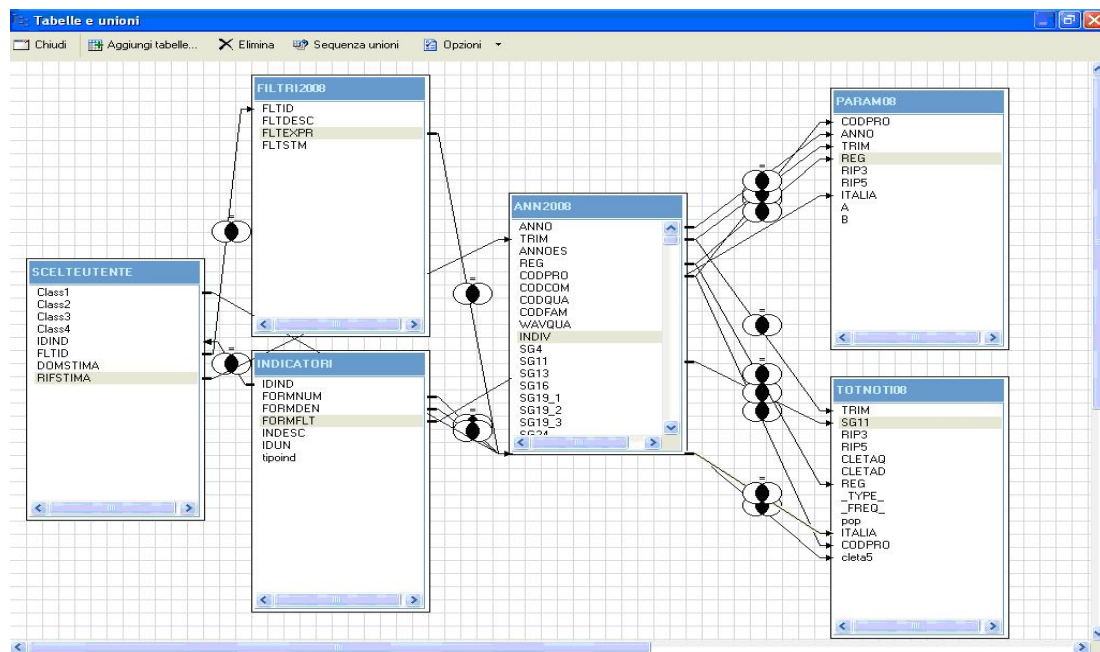 Tabelle e unioni
Chiudi Aggiungi tabelle... Elimina Sequenza unioni Opzioni
SCELTEUTENTE
Class1
Class2
Class3
Class4
IDIND
FLTID
DOMSTIMA
RIFSTIMA
FILTRI2008
FLTID
FLTDESC
FLTEXPR
FLTSTM
INDICATORI
IDIND
FORMNUM
FORMDEN
FORMFLT
INDESC
IDUN
tipoind
ANN2008
ANNO
TRIM
ANNOES
REG
CODPRO
CODCOM
CODQUA
CODFAM
WAVQUA
INDIV
SG4
SG11
SG13
SG16
SG19_1
SG19_2
SG19_3
SG24
PARAM08
CODPRO
ANNO
TRIM
REG
RIP3
RIP5
ITALIA
A
B
TOTNOTI08
TRIM
SG11
RIP3
RIP5
CLETAQ
CLETAD
REG
_TYPE_
_FREQ_
pop
ITALIA
CODPRO
cleta5